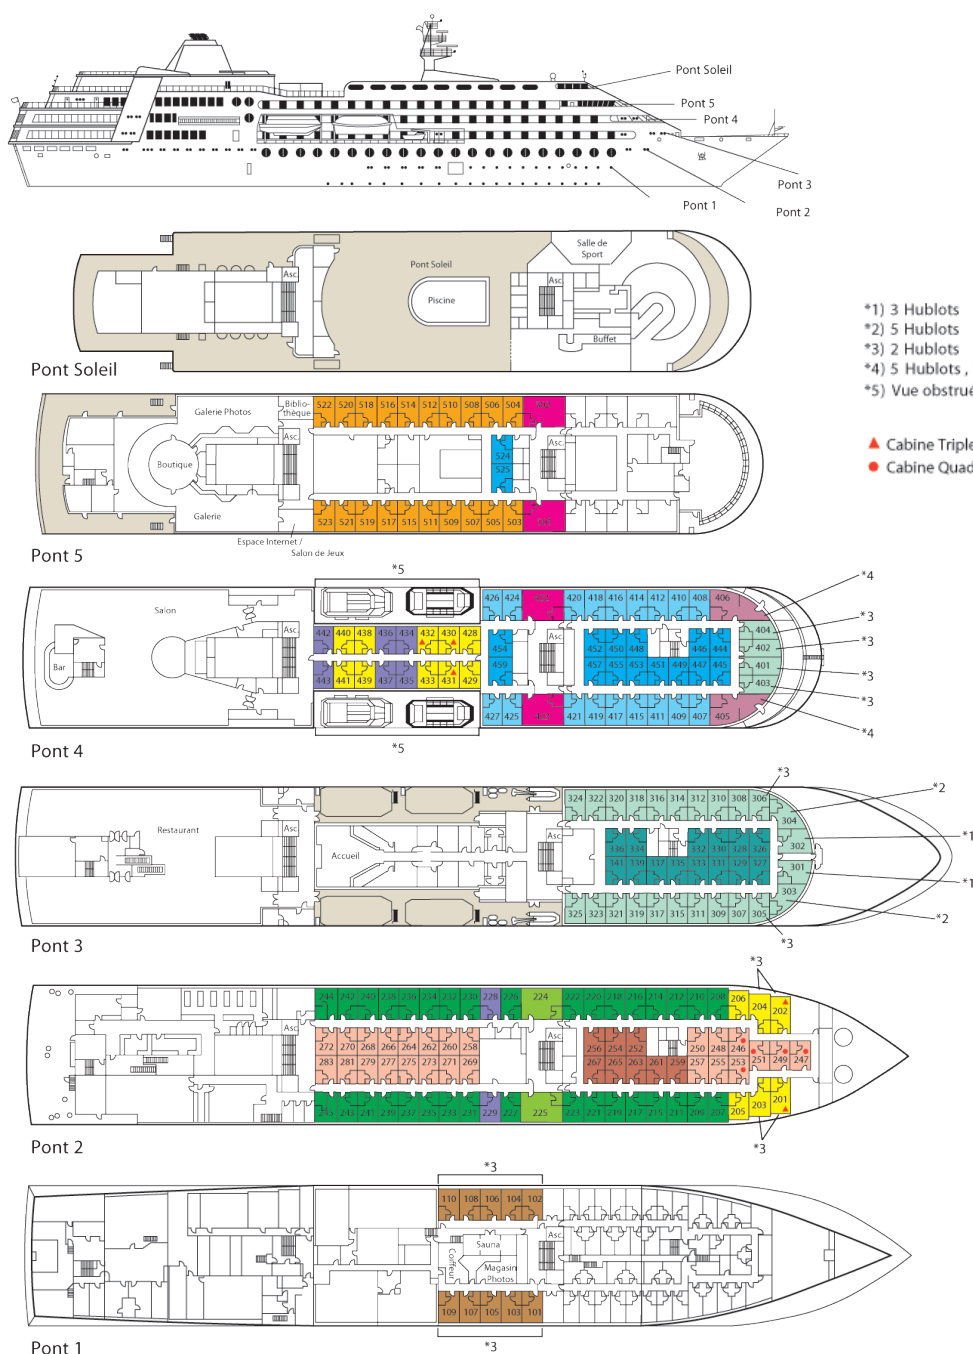 Pont Soleil
Pont 5
Pont 4
Pont 3
Pont 2
Pont 1
Salle de
Sport
Pont Soleil
Asc.
Asc.
Piscine
Buffet
Pont Soleil
*1) 3 Hublots
*2) 5 Hublots
*3) 2 Hublots
*4) 5 Hublots ,
*5) Vue obstrué
Cabine Triple
Cabine Quad
Galerie Photos
Biblio-
thèque
522 520 518 516 514 512 510 508 506 504
Asc.
Asc.
Boutique
524
525
Galerie
523 521 519 517 515 511 509 507 505 503
Espace Internet /
Salon de Jeux
Pont 5
*5
*4
Salon
426 424 420 418 416 414 412 410 408 406
*3
404
442 440 438 436 434 432 430 428
Asc.
Asc.
454
452 450 448 446 444
402
*3
Bar
459
457 455 453 451 449 447 445
401
*3
443 441 439 437 435 433 431 429
403
*3
427 425 421 419 417 415 411 409 407 405
*4
*5
Pont 4
*3
*2
324 322 320 318 316 314 312 310 308 306
304
Restaurant
Asc.
Asc.
*1
302
336 334 332 330 328 326
Accueil
341 339 337 335 333 331 329 327
301
*1
303
325 323 321 319 317 315 311 309 307 305
*2
*3
Pont 3
*3
244 242 240 238 236 234 232 230 228 226 224 222 220 218 216 214 212 210 208 206 204 202
Asc.
Asc.
272 270 268 266 264 262 260 258
256 254 252 250 248 246
283 281 279 277 275 273 271 269
267 265 263 261 259 257 255 253 251 249 247
245 243 241 239 237 235 233 231 229 227 225 223 221 219 217 215 211 209 207 205 203 201
*3
Pont 2
*3
110 108 106 104 102
Asc.
Sauna
Coiffeur
Magasin
Photos
109 107 105 103 101
*3
Pont 1